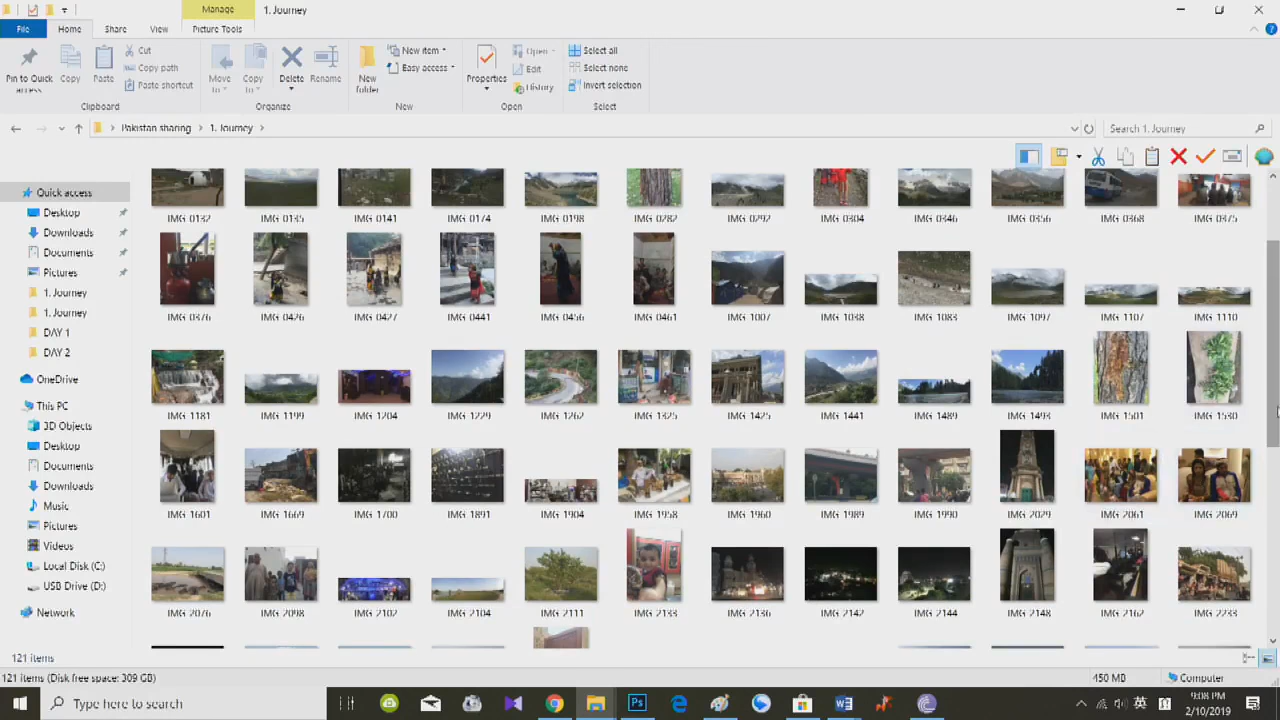 Manage
1. Journey
File
Home
Share
View
Picture Tools
Pin to Quick access
Copy
Paste
Cut
Copy path
Paste shortcut
Clipboard
Move to
Copy to
Delete
Rename
Organize
New folder
New item
Easy access
New
Properties
Open
Edit
History
Open
Select all
Select none
Invert selection
Select
Pakistan sharing
1. Journey
Search 1. Journey
Quick access
Desktop
Downloads
Documents
Pictures
1. Journey
1. Journey
DAY 1
DAY 2
OneDrive
This PC
3D Objects
Desktop
Documents
Downloads
Music
Pictures
Videos
Local Disk (C:)
USB Drive (D:)
Network
IMG 0132 IMG 0135 IMG 0141 IMG 0174 IMG 0198 IMG 0282 IMG 0292 IMG 0304 IMG 0346 IMG 0356 IMG 0368 IMG 0375
IMG 0376 IMG 0426 IMG 0427 IMG 0441 IMG 0456 IMG 0461 IMG 1007 IMG 1038 IMG 1083 IMG 1097 IMG 1107 IMG 1110
IMG 1181 IMG 1199 IMG 1204 IMG 1229 IMG 1262 IMG 1325 IMG 1425 IMG 1441 IMG 1489 IMG 1493 IMG 1501 IMG 1530
IMG 1601 IMG 1669 IMG 1700 IMG 1891 IMG 1904 IMG 1958 IMG 1960 IMG 1989 IMG 1990 IMG 2029 IMG 2061 IMG 2069
IMG 2076 IMG 2098 IMG 2102 IMG 2104 IMG 2111 IMG 2133 IMG 2136 IMG 2142 IMG 2144 IMG 2148 IMG 2162 IMG 2233
121 items
121 items (Disk free space: 309 GB)
450 MB
Computer
Type here to search
Ps
英
9:08 PM
2/10/2019